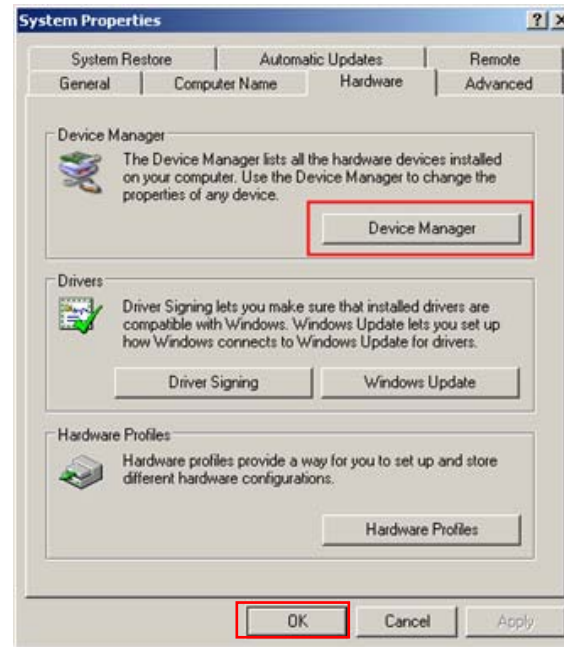 System Properties
System Restore Automatic Updates Remote
General Computer Name Hardware Advanced
Device Manager
The Device Manager lists all the hardware devices installed
on your computer. Use the Device Manager to change the
properties of any device.
Device Manager
Drivers
Driver Signing lets you make sure that installed drivers are
compatible with Windows. Windows Update lets you set up
how Windows connects to Windows Update for drivers.
Driver Signing Windows Update
Hardware Profiles
Hardware profiles provide a way for you to set up and store
different hardware configurations.
Hardware Profiles
OK Cancel Apply